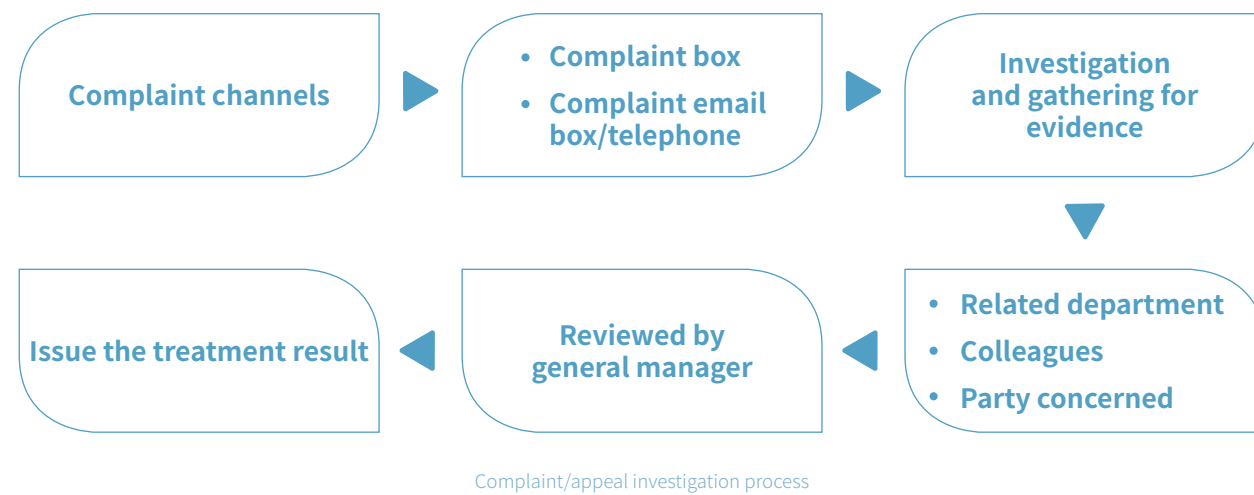 Complaint channels
• Complaint box
• Complaint email
box/telephone
Investigation
and gathering for
evidence
• Related department
• Colleagues
• Party concerned
Reviewed by
general manager
Issue the treatment result
Complaint/appeal investigation process